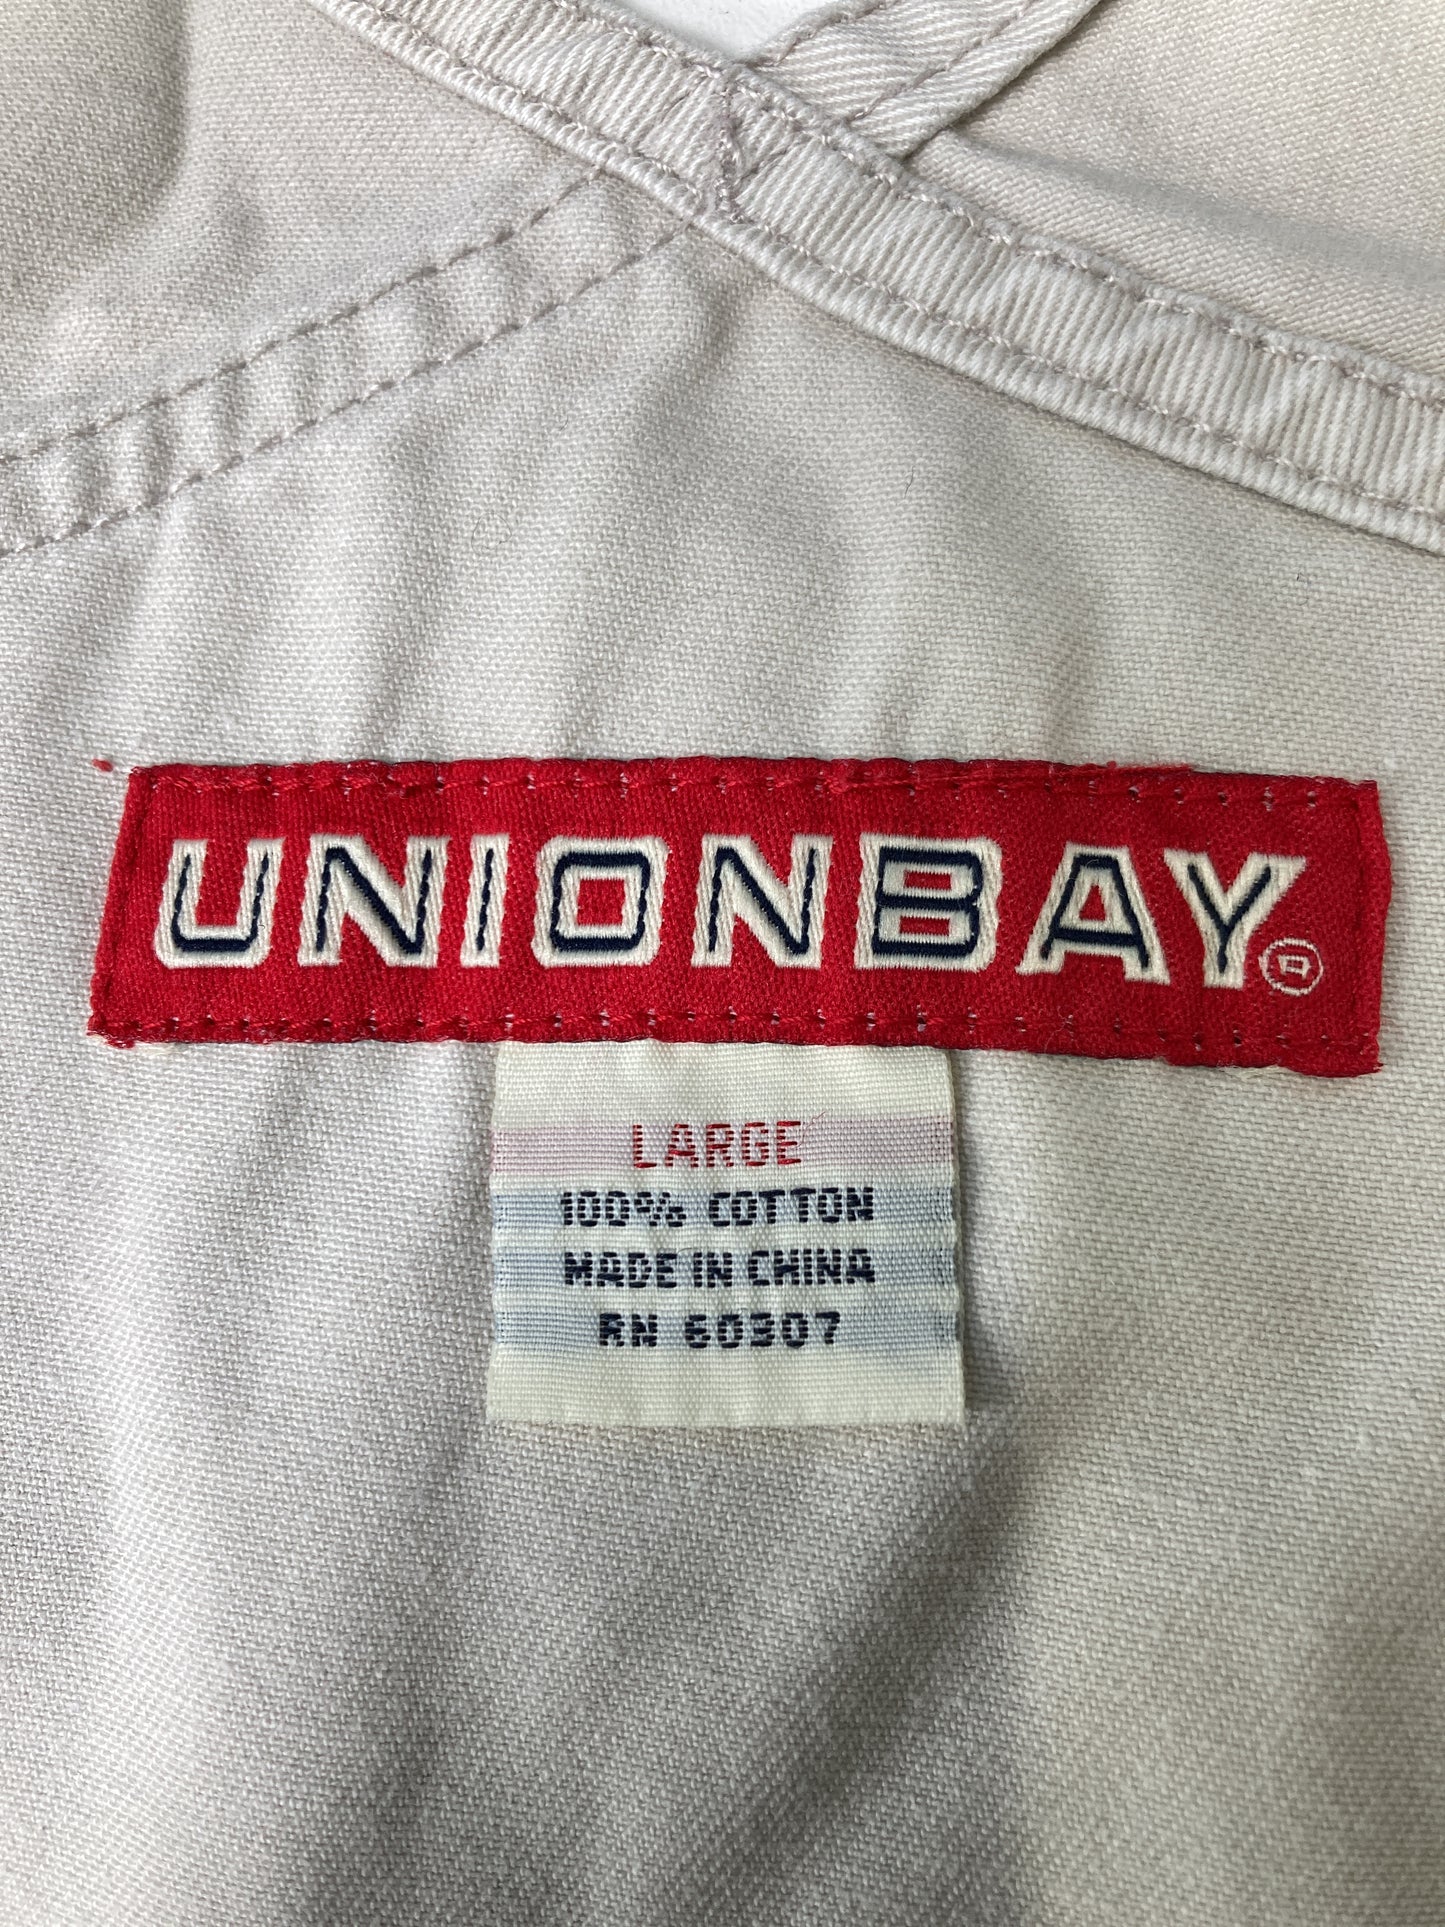 UNIONBAY®
LARGE
100% COTTON
MADE IN CHINA
RN 60307